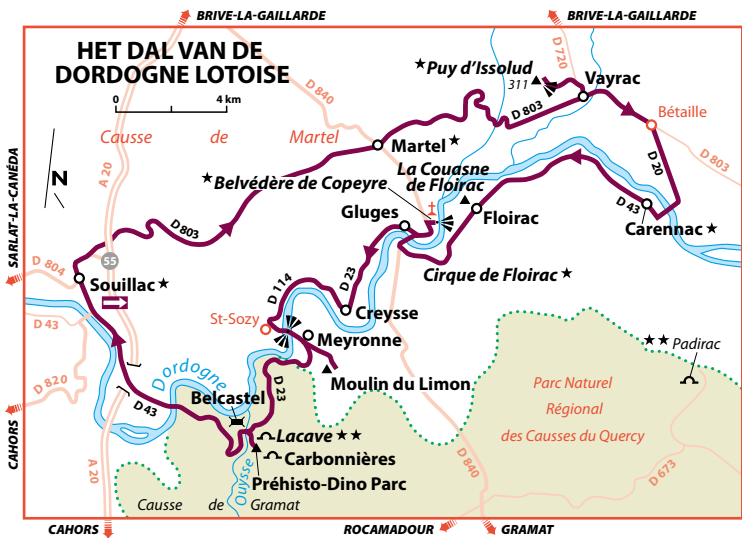 BRIVE-LA-GAILLARDE
BRIVE-LA-GAILLARDE
HET DAL VAN DE
DORDOGNE LOTOISE
0 4 km
D 840
D 720
★Puy d'Issolud
311
Vayrac
D 803
Bétaille
D 803
Causse de Martel
A 20
Martel★
D 20
N
SARLAT-LA-CANÉDA
★Belvédère de Copeyre
La Couasne
de Floirac
Gluges
Floirac
D 43
Carennac★
D 803
55
D 804
Souillac★
D 23
Cirque de Floirac★
D 114
D 43
St-Sozy
Creysse
Meyronne
★★ Padirac
Dordogne
D 820
D 43
Belcastel
D 23
Moulin du Limon
Parc Naturel
Régional
des Causses du Quercy
CAHORS
Lacave★★
Carbonnières
D 840
A 20
Ouysse
Préhisto-Dino Parc
D 673
Causse de Gramat
CAHORS
ROCAMADOUR
GRAMAT